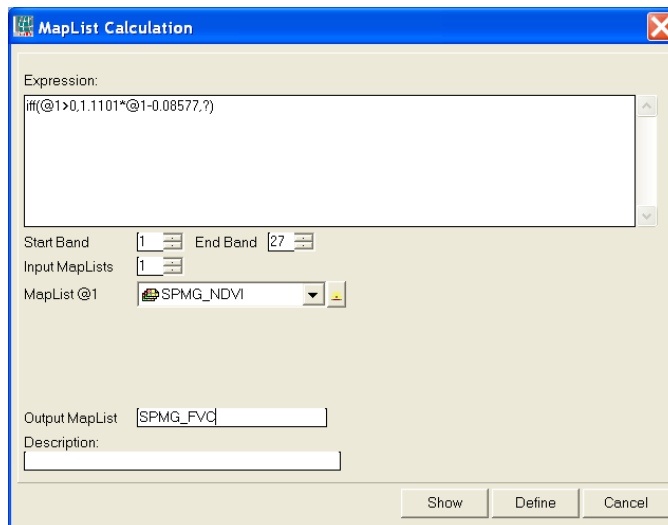 MapList Calculation
Expression:
iff(@1>0,1.1101*@1-0.08577,?)
Start Band 1 End Band 27
Input MapLists 1
MapList @1 SPMG_NDVI
Output MapList SPMG_FVC
Description:
Show Define Cancel